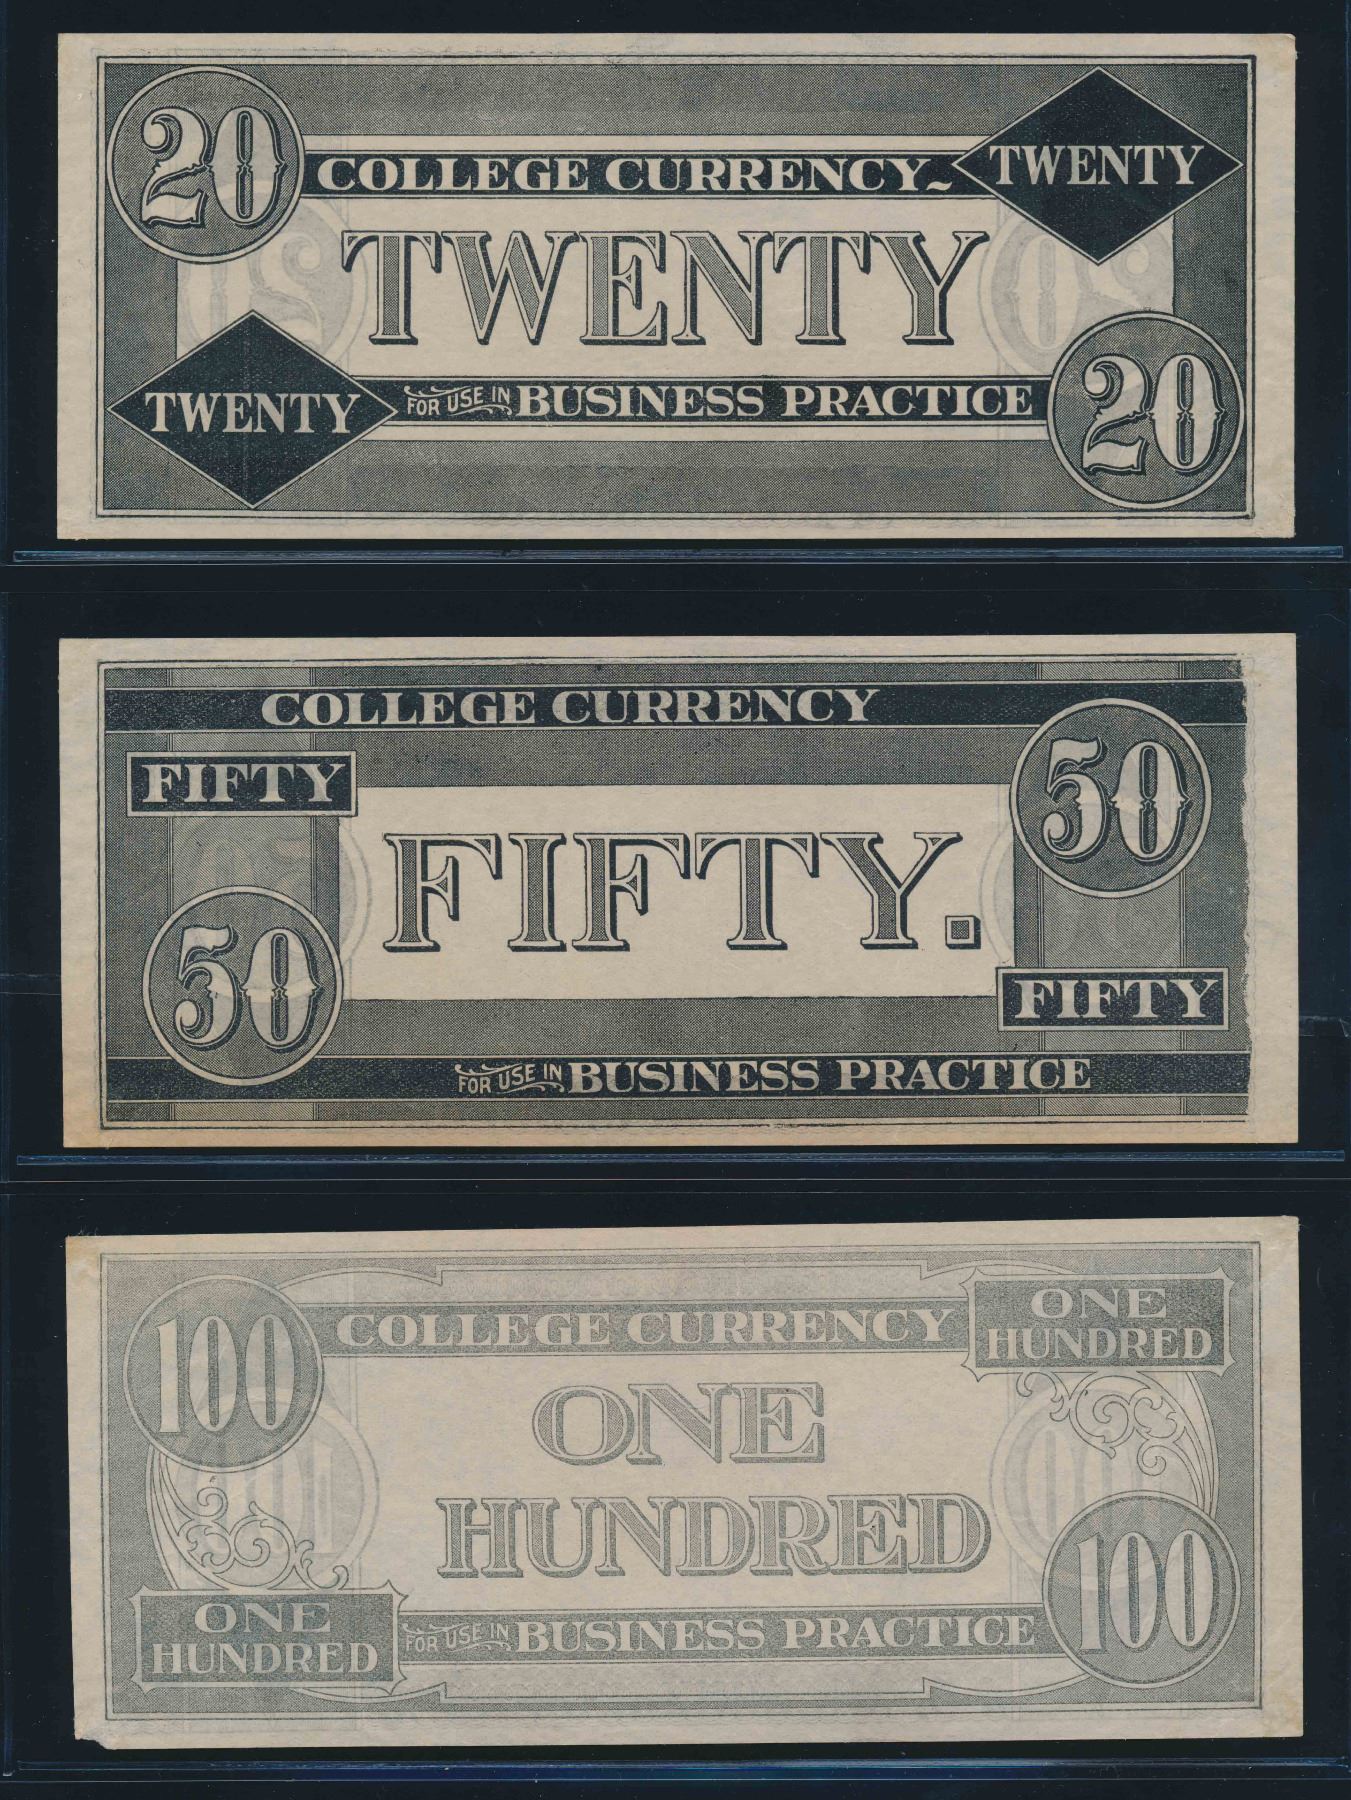 20
COLLEGE CURRENCY~
TWENTY
TWENTY
TWENTY
FOR USE IN BUSINESS PRACTICE
20
COLLEGE CURRENCY
50
FIFTY
FIFTY.
50
FIFTY
FOR USE IN BUSINESS PRACTICE
100
COLLEGE CURRENCY
ONE
HUNDRED
ONE
HUNDRED
ONE
HUNDRED
FOR USE IN BUSINESS PRACTICE
100